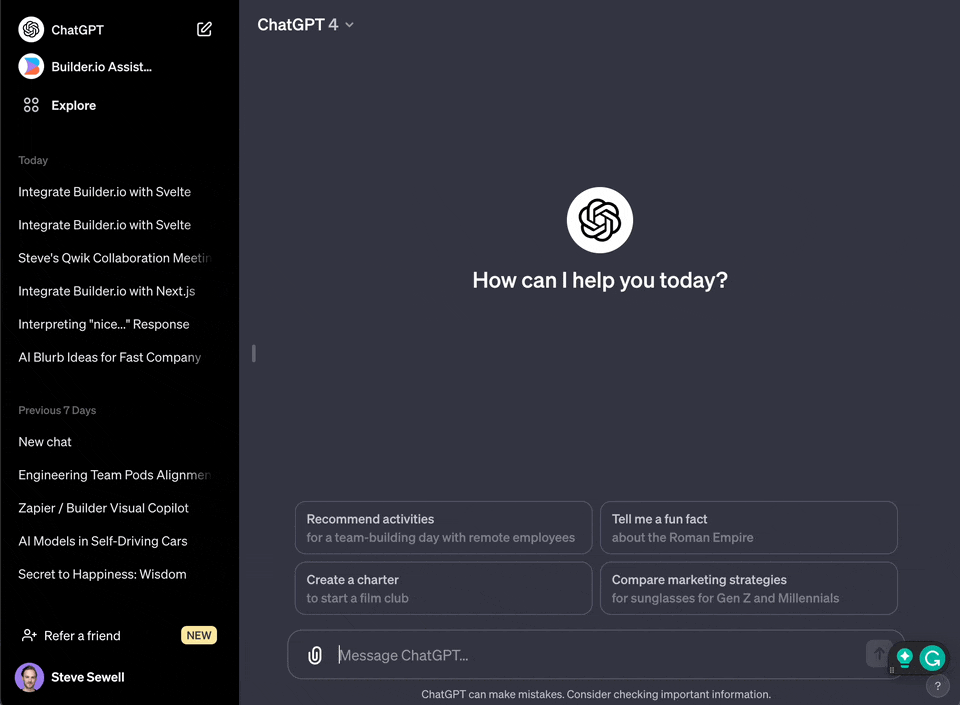 ChatGPT
Builder.io Assist...
Explore
Today
Integrate Builder.io with Svelte
Integrate Builder.io with Svelte
Steve's Qwik Collaboration Meetin
Integrate Builder.io with Next.js
Interpreting "nice..." Response
AI Blurb Ideas for Fast Company
Previous 7 Days
New chat
Engineering Team Pods Alignmen
Zapier / Builder Visual Copilot
AI Models in Self-Driving Cars
Secret to Happiness: Wisdom
Refer a friend
NEW
Steve Sewell
ChatGPT 4
How can I help you today?
Recommend activities
for a team-building day with remote employees
Tell me a fun fact
about the Roman Empire
Create a charter
to start a film club
Compare marketing strategies
for sunglasses for Gen Z and Millennials
Message ChatGPT...
ChatGPT can make mistakes. Consider checking important information.
?